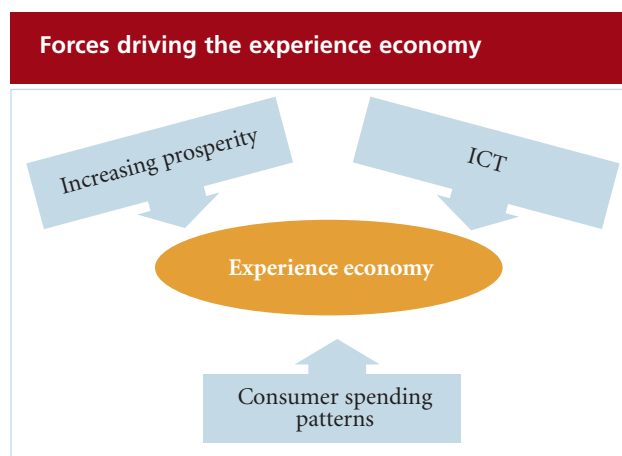 Forces driving the experience economy
Increasing prosperity
ICT
Experience economy
Consumer spending
patterns